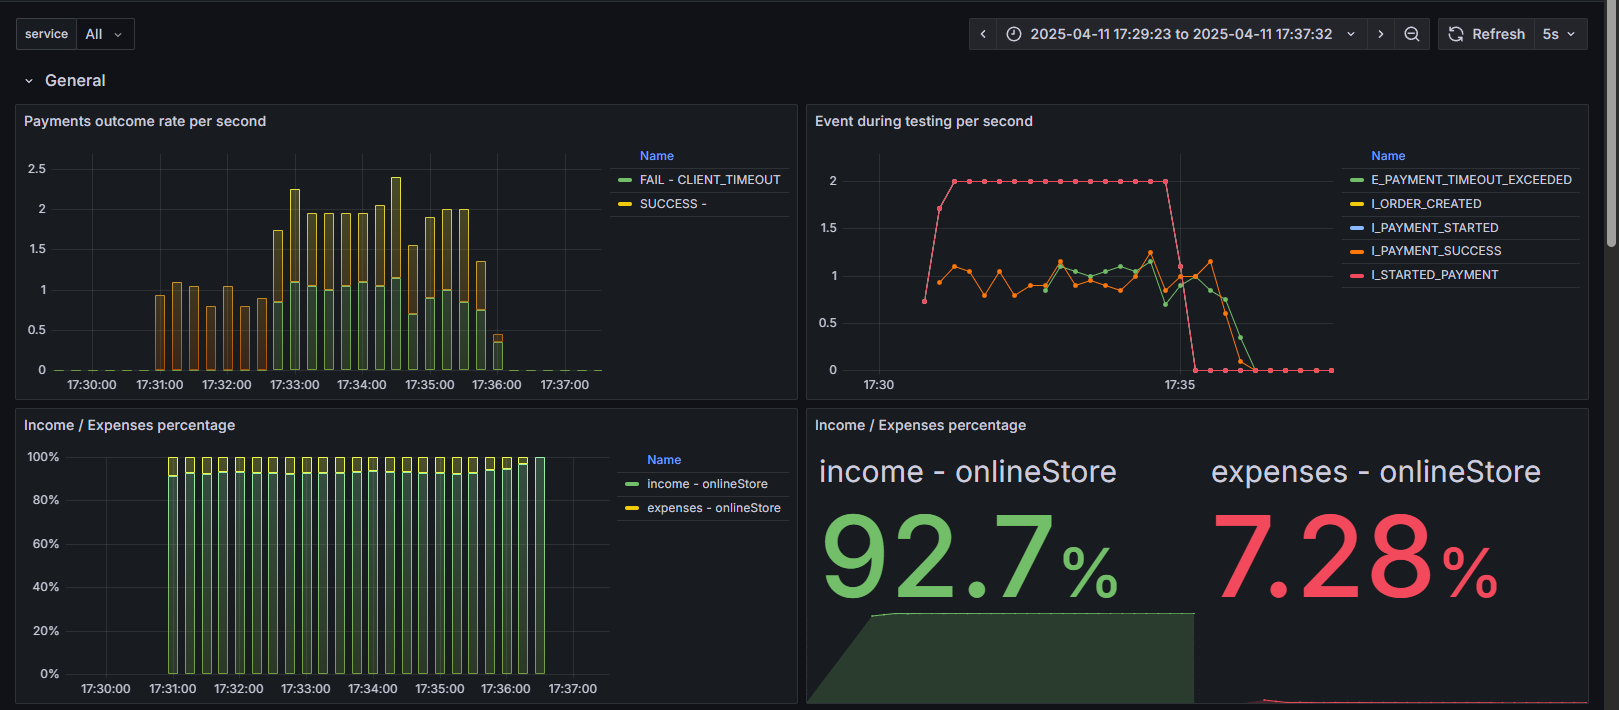 service All 2025-04-11 17:29:23 to 2025-04-11 17:37:32 Refresh 5s
General
Payments outcome rate per second
Name
FAIL - CLIENT_TIMEOUT
SUCCESS -
2.5
2
1.5
1
0.5
0
17:30:00 17:31:00 17:32:00 17:33:00 17:34:00 17:35:00 17:36:00 17:37:00
Event during testing per second
Name
E_PAYMENT_TIMEOUT_EXCEEDED
I_ORDER_CREATED
I_PAYMENT_STARTED
I_PAYMENT_SUCCESS
I_STARTED_PAYMENT
2
1.5
1
0.5
0
17:30 17:35
Income / Expenses percentage
Name
income - onlineStore
expenses - onlineStore
100%
80%
60%
40%
20%
0%
17:30:00 17:31:00 17:32:00 17:33:00 17:34:00 17:35:00 17:36:00 17:37:00
Income / Expenses percentage
income - onlineStore
92.7%
expenses - onlineStore
7.28%